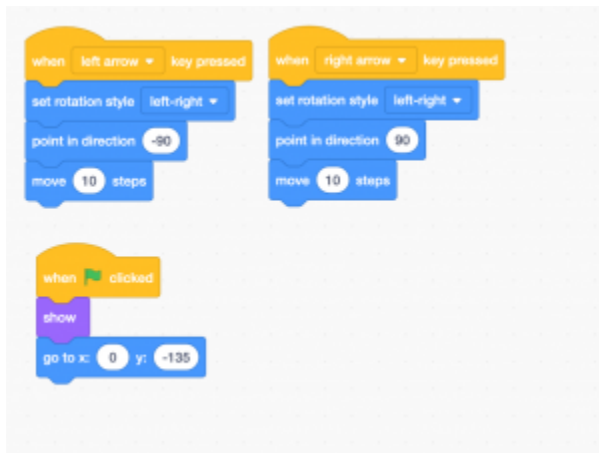 when left arrow key pressed
set rotation style left-right
point in direction -90
move 10 steps
when right arrow key pressed
set rotation style left-right
point in direction 90
move 10 steps
when clicked
show
go to x: 0 y: -135